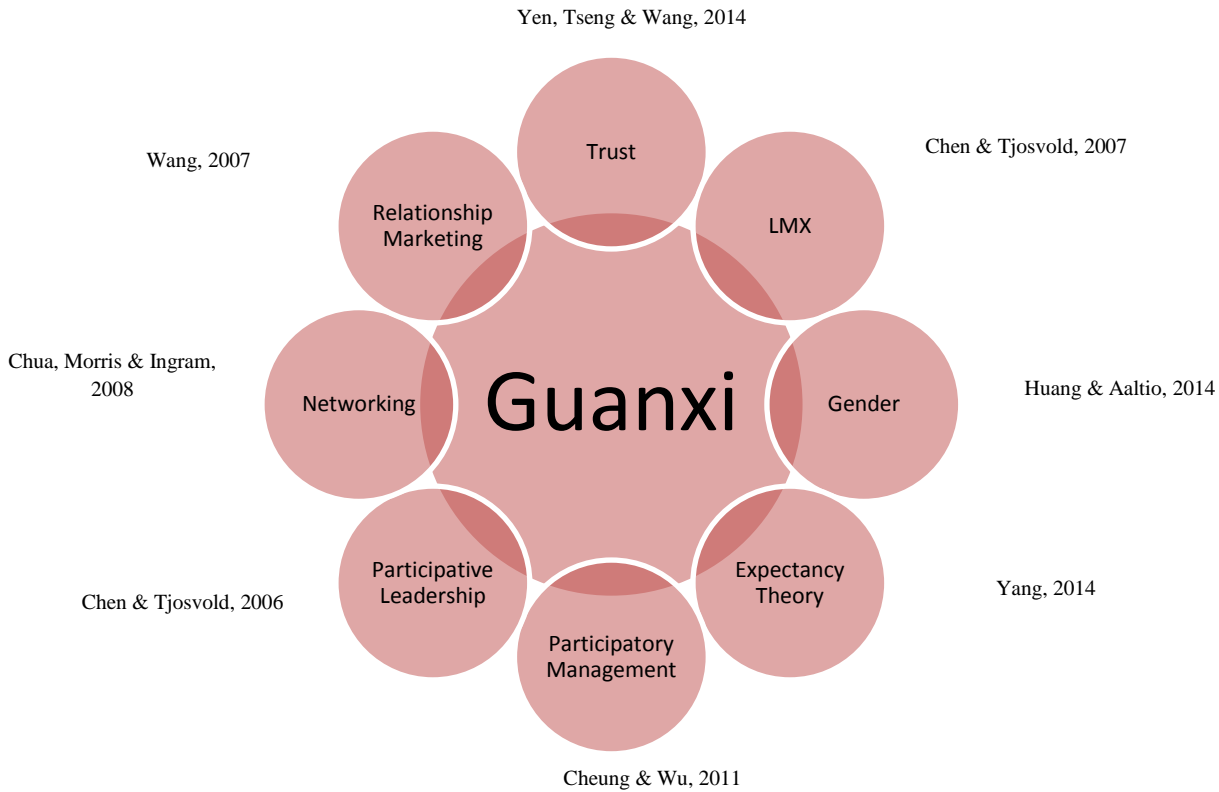 Yen, Tseng & Wang, 2014
Trust
Wang, 2007
Chen & Tjosvold, 2007
Relationship
Marketing
LMX
Chua, Morris & Ingram,
2008
Networking
Guanxi
Gender
Huang & Aaltio, 2014
Participative
Leadership
Expectancy
Theory
Chen & Tjosvold, 2006
Yang, 2014
Participatory
Management
Cheung & Wu, 2011